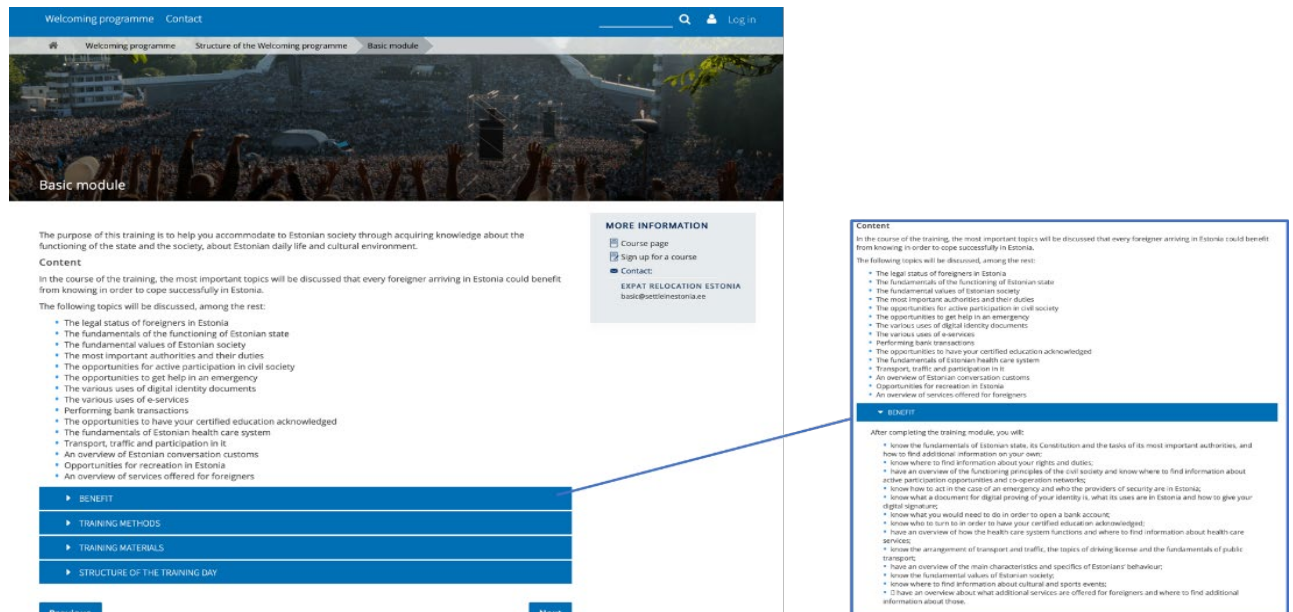 Welcoming programme Contact
Log in
Welcoming programme Structure of the Welcoming programme Basic module
Basic module
The purpose of this training is to help you accommodate to Estonian society through acquiring knowledge about the
functioning of the state and the society, about Estonian daily life and cultural environment.
Content
In the course of the training, the most important topics will be discussed that every foreigner arriving in Estonia could benefit
from knowing in order to cope successfully in Estonia.
The following topics will be discussed, among the rest:
The legal status of foreigners in Estonia
The fundamentals of the functioning of Estonian state
The fundamental values of Estonian society
The most important authorities and their duties
The opportunities for active participation in civil society
The opportunities to get help in an emergency
The various uses of digital identity documents
The various uses of e-services
Performing bank transactions
The opportunities to have your certified education acknowledged
The fundamentals of Estonian health care system
Transport, traffic and participation in it
An overview of Estonian conversation customs
Opportunities for recreation in Estonia
An overview of services offered for foreigners
BENEFIT
TRAINING METHODS
TRAINING MATERIALS
STRUCTURE OF THE TRAINING DAY
Previous Next
MORE INFORMATION
Course page
Sign up for a course
Contact:
EXPAT RELOCATION ESTONIA
basic@settleinestonia.ee
Content
In the course of the training, the most important topics will be discussed that every foreigner arriving in Estonia could benefit
from knowing in order to cope successfully in Estonia.
The following topics will be discussed, among the rest:
The legal status of foreigners in Estonia
The fundamentals of the functioning of Estonian state
The fundamental values of Estonian society
The most important authorities and their duties
The opportunities for active participation in civil society
The opportunities to get help in an emergency
The various uses of digital identity documents
The various uses of e-services
Performing bank transactions
The opportunities to have your certified education acknowledged
The fundamentals of Estonian health care system
Transport, traffic and participation in it
An overview of Estonian conversation customs
Opportunities for recreation in Estonia
An overview of services offered for foreigners
BENEFIT
After completing the training module, you will:
know the fundamentals of Estonian state, its Constitution and the tasks of its most important authorities, and
how to find additional information on your own;
know where to find information about your rights and duties;
have an overview of the functioning principles of the civil society and know where to find information about
active participation opportunities and co-operation networks;
know how to act in the case of an emergency and who the providers of security are in Estonia;
know what a document for digital proving of your identity is, what its uses are in Estonia and how to give your
digital signature;
know what you would need to do in order to open a bank account;
know who to turn to in order to have your certified education acknowledged;
have an overview of how the health care system functions and where to find information about health care
services;
know the arrangement of transport and traffic, the topics of driving license and the fundamentals of public
transport;
have an overview of the main characteristics and specifics of Estonians' behaviour;
know the fundamental values of Estonian society;
know where to find information about cultural and sports events;
have an overview about what additional services are offered for foreigners and where to find additional
information about those.